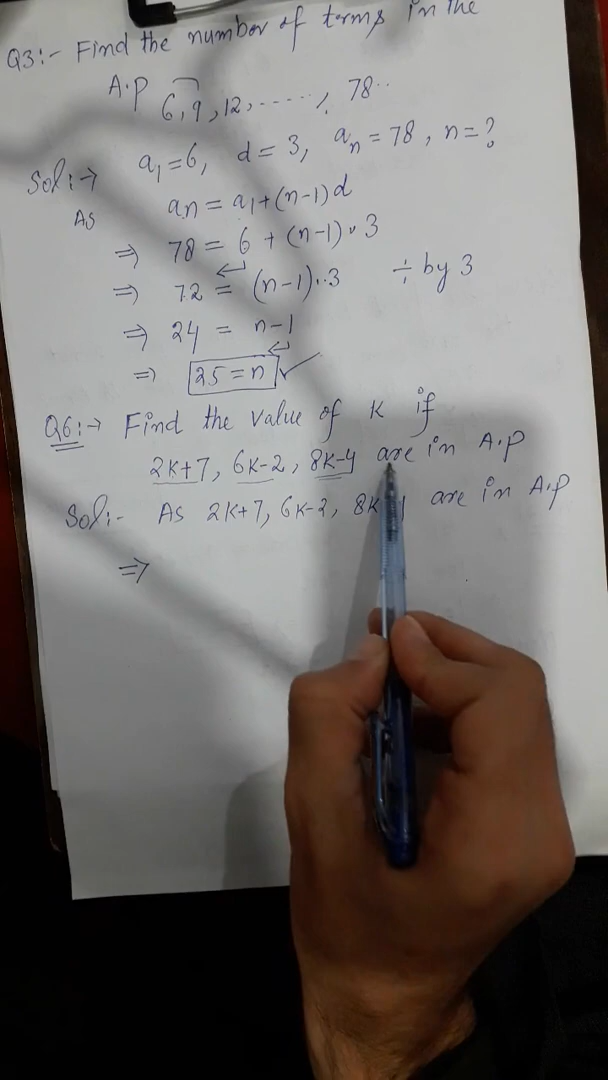 Q3:- Find the number of terms in the
A.P 6, 9, 12, ......, 78..
Sol:→ a₁=6, d=3, aₙ=78, n=?
As aₙ = a₁+(n-1)d
⇒ 78 = 6 + (n-1)·3
⇒ 72 = (n-1)·3 ÷ by 3
⇒ 24 = n-1
⇒ 25=n ✓
Q6:→ Find the value of K if
2K+7, 6K-2, 8K-4 are in A.P
Sol:- As 2K+7, 6K-2, 8K are in A.P
⇒